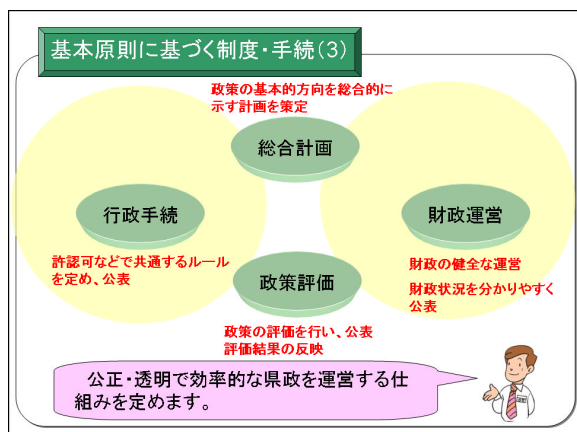 基本原則に基づく制度・手続(3)
政策の基本的方向を総合的に
示す計画を策定
総合計画
行政手続
財政運営
許認可などで共通するルール
を定め、公表
政策評価
財政の健全な運営
財政状況を分かりやすく
公表
政策の評価を行い、公表
評価結果の反映
公正・透明で効率的な県政を運営する仕
組みを定めます。